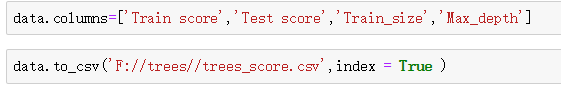 data.columns=['Train score','Test score','Train_size','Max_depth']
data.to_csv('F://trees//trees_score.csv',index = True )